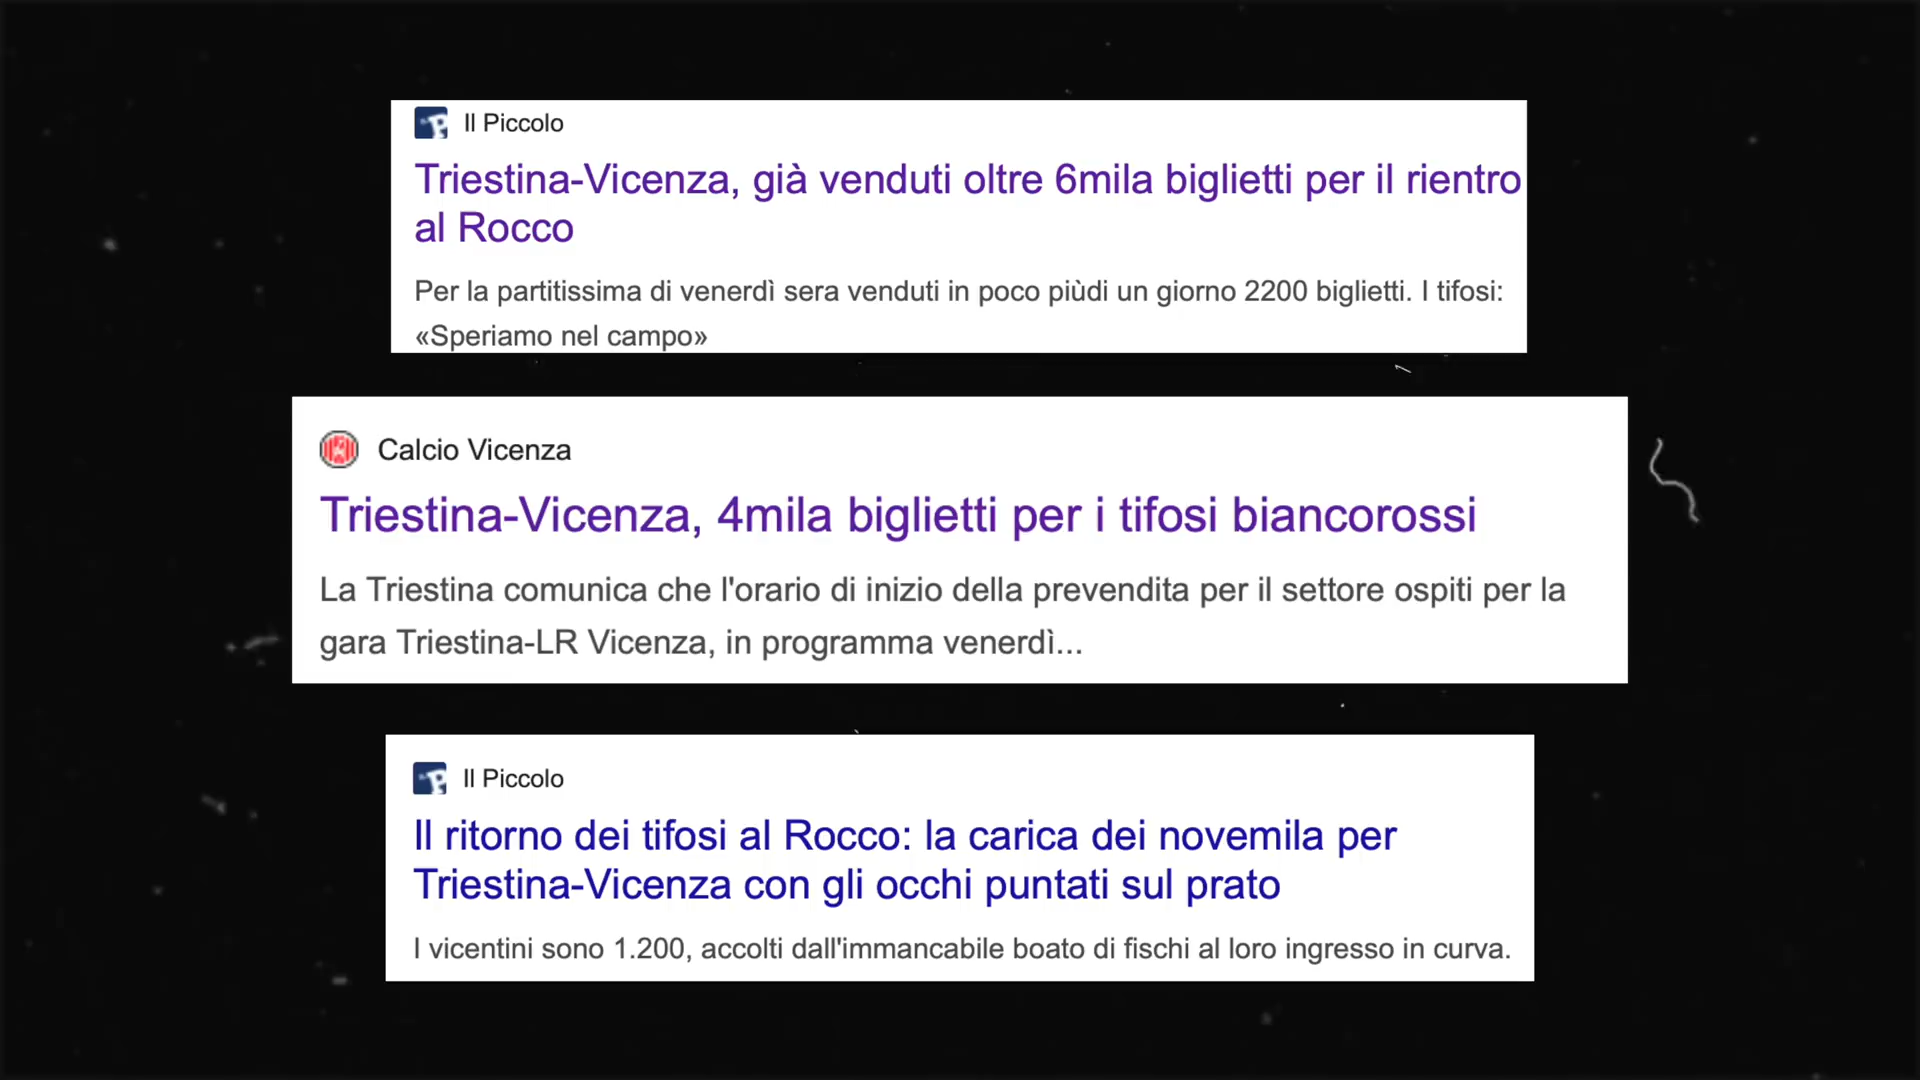 Il Piccolo
Triestina-Vicenza, già venduti oltre 6mila biglietti per il rientro
al Rocco
Per la partitissima di venerdì sera venduti in poco piùdi un giorno 2200 biglietti. I tifosi:
«Speriamo nel campo»
Calcio Vicenza
Triestina-Vicenza, 4mila biglietti per i tifosi biancorossi
La Triestina comunica che l'orario di inizio della prevendita per il settore ospiti per la
gara Triestina-LR Vicenza, in programma venerdì...
Il Piccolo
Il ritorno dei tifosi al Rocco: la carica dei novemila per
Triestina-Vicenza con gli occhi puntati sul prato
I vicentini sono 1.200, accolti dall'immancabile boato di fischi al loro ingresso in curva.